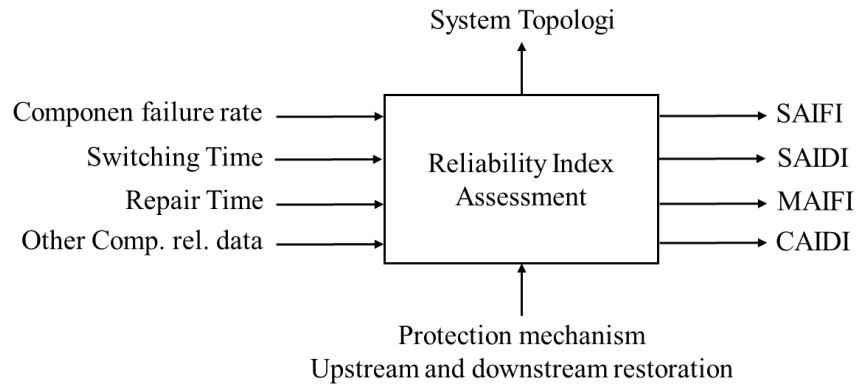 System Topologi
Componen failure rate
Switching Time
Repair Time
Other Comp. rel. data
Reliability Index
Assessment
SAIFI
SAIDI
MAIFI
CAIDI
Protection mechanism
Upstream and downstream restoration